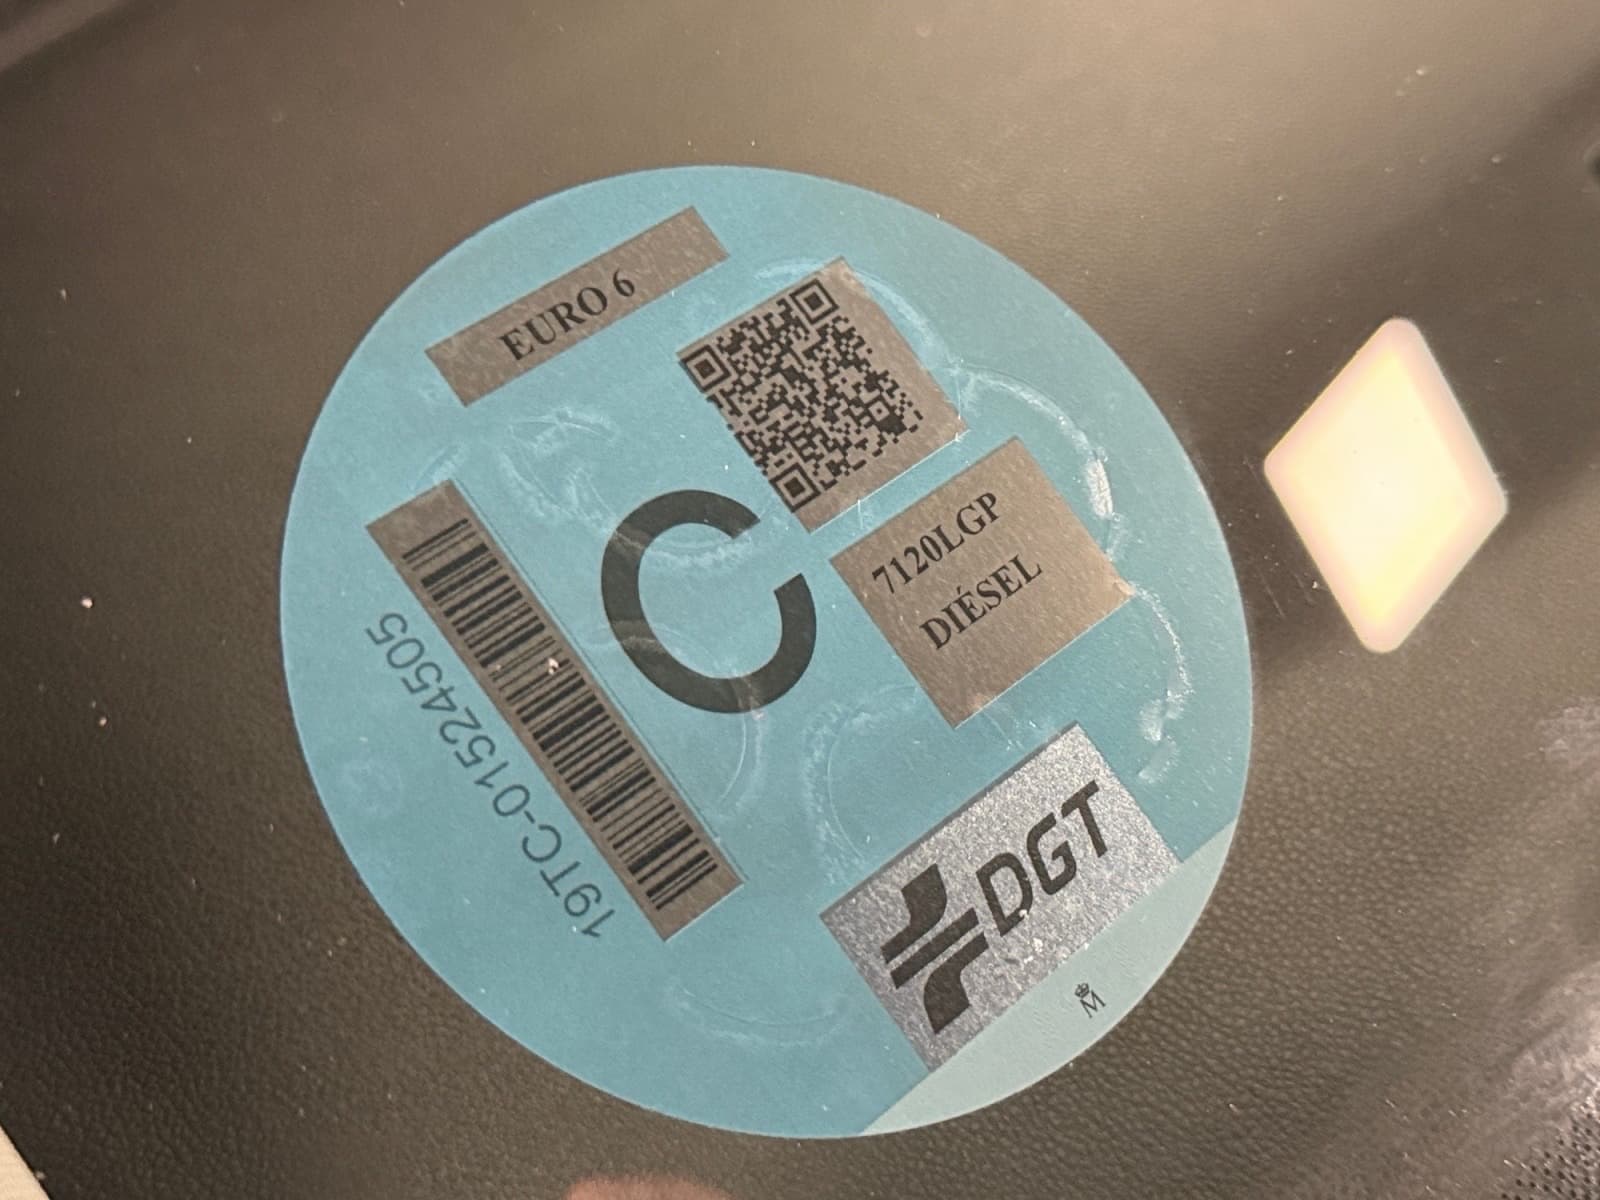 EURO 6
C
7120LGP
DIÉSEL
19TC-01524505
DGT
M